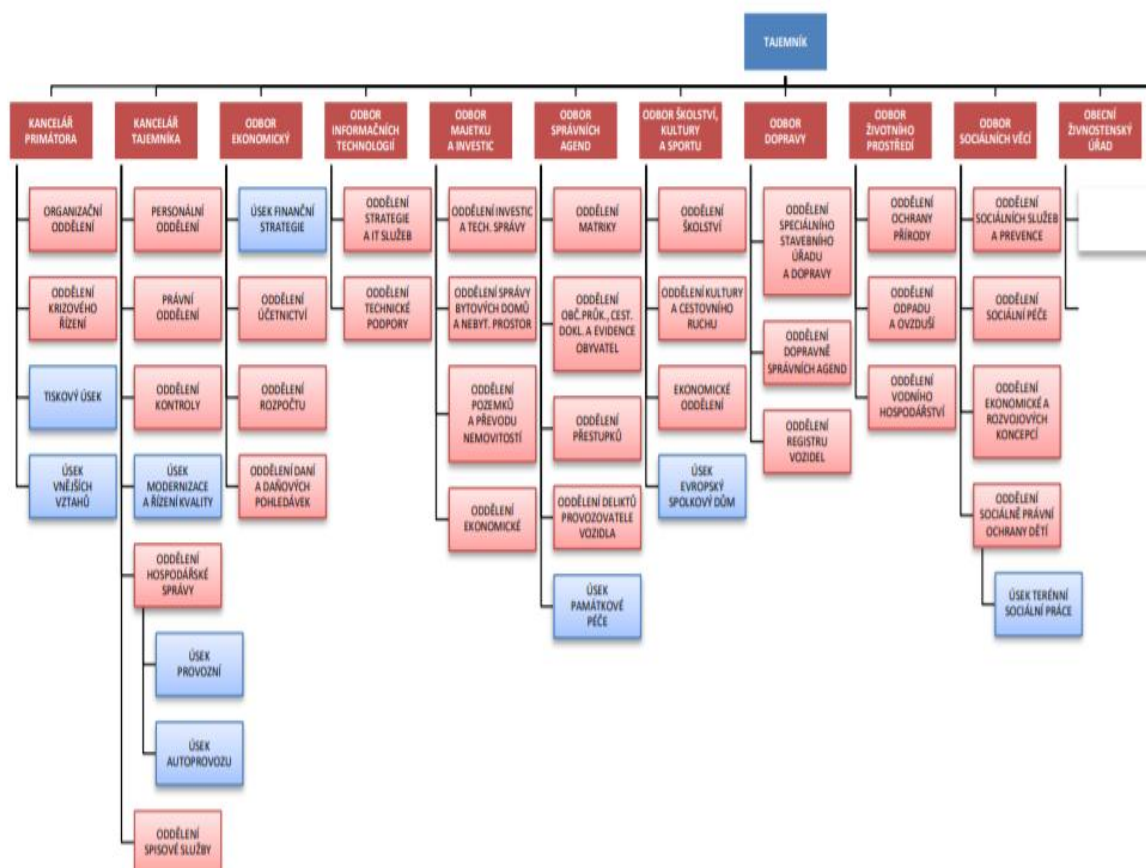 TAJEMNÍK
KANCELÁŘ
PRIMÁTORA
ORGANIZAČNÍ
ODDĚLENÍ
ODDĚLENÍ
KRIZOVÉHO
ŘÍZENÍ
TISKOVÝ ÚSEK
ÚSEK
VNĚJŠÍCH
VZTAHŮ
KANCELÁŘ
TAJEMNÍKA
PERSONÁLNÍ
ODDĚLENÍ
PRÁVNÍ
ODDĚLENÍ
ODDĚLENÍ
KONTROLY
ÚSEK
MODERNIZACE
A ŘÍZENÍ KVALITY
ODDĚLENÍ
HOSPODÁŘSKÉ
SPRÁVY
ÚSEK
PROVOZNÍ
ÚSEK
AUTOPROVOZU
ODDĚLENÍ
SPISOVÉ SLUŽBY
ODBOR
EKONOMICKÝ
ÚSEK FINANČNÍ
STRATEGIE
ODDĚLENÍ
ÚČETNICTVÍ
ODDĚLENÍ
ROZPOČTU
ODDĚLENÍ DANÍ
A DAŇOVÝCH
POHLEDÁVEK
ODBOR
INFORMAČNÍCH
TECHNOLOGIÍ
ODDĚLENÍ
STRATEGIE
A IT SLUŽEB
ODDĚLENÍ
TECHNICKÉ
PODPORY
ODBOR
MAJETKU
A INVESTIC
ODDĚLENÍ INVESTIC
A TECH. SPRÁVY
ODDĚLENÍ SPRÁVY
BYTOVÝCH DOMŮ
A NEBYT. PROSTOR
ODDĚLENÍ
POZEMKŮ
A PŘEVODU
NEMOVITOSTÍ
ODDĚLENÍ
EKONOMICKÉ
ODBOR
SPRÁVNÍCH
AGEND
ODDĚLENÍ
MATRIKY
ODDĚLENÍ
OBČ.PRŮK., CEST.
DOKL. A EVIDENCE
OBYVATEL
ODDĚLENÍ
PŘESTUPKŮ
ODDĚLENÍ DELIKTŮ
PROVOZOVATELE
VOZIDLA
ÚSEK
PAMÁTKOVÉ
PÉČE
ODBOR ŠKOLSTVÍ,
KULTURY
A SPORTU
ODDĚLENÍ
ŠKOLSTVÍ
ODDĚLENÍ KULTURY
A CESTOVNÍHO
RUCHU
EKONOMICKÉ
ODDĚLENÍ
ÚSEK
EVROPSKÝ
SPOLKOVÝ DŮM
ODBOR
DOPRAVY
ODDĚLENÍ
SPECIÁLNÍHO
STAVEBNÍHO
ÚŘADU
A DOPRAVY
ODDĚLENÍ
DOPRAVNĚ
SPRÁVNÍCH AGEND
ODDĚLENÍ
REGISTRU
VOZIDEL
ODBOR
ŽIVOTNÍHO
PROSTŘEDÍ
ODDĚLENÍ
OCHRANY
PŘÍRODY
ODDĚLENÍ
ODPADU
A OVZDUŠÍ
ODDĚLENÍ
VODNÍHO
HOSPODÁŘSTVÍ
ODBOR
SOCIÁLNÍCH VĚCÍ
ODDĚLENÍ
SOCIÁLNÍCH SLUŽEB
A PREVENCE
ODDĚLENÍ
SOCIÁLNÍ PÉČE
ODDĚLENÍ
EKONOMICKÉ A
ROZVOJOVÝCH
KONCEPCÍ
ODDĚLENÍ
SOCIÁLNĚ PRÁVNÍ
OCHRANY DĚTÍ
ÚSEK TERÉNNÍ
SOCIÁLNÍ PRÁCE
OBECNÍ
ŽIVNOSTENSKÝ
ÚŘAD